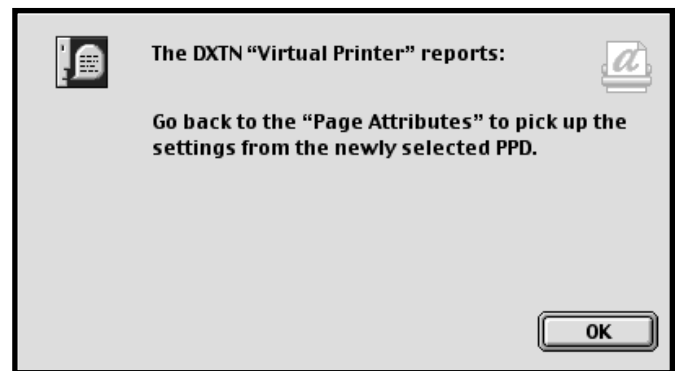 The DXTN “Virtual Printer” reports:
a
Go back to the “Page Attributes” to pick up the
settings from the newly selected PPD.
OK